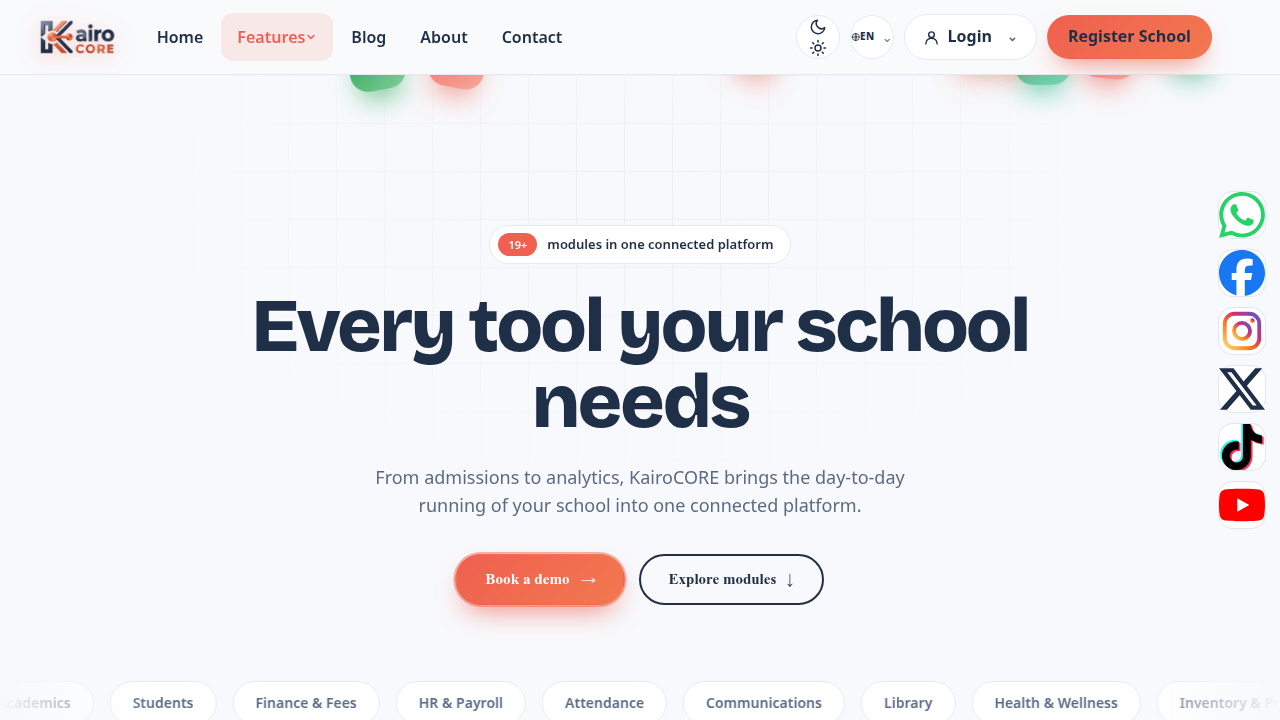 Kairo CORE
Home
Features
Blog
About
Contact
EN
Login
Register School
19+ modules in one connected platform
Every tool your school
needs
From admissions to analytics, KairoCORE brings the day-to-day
running of your school into one connected platform.
Book a demo →
Explore modules ↓
cademics
Students
Finance & Fees
HR & Payroll
Attendance
Communications
Library
Health & Wellness
Inventory &